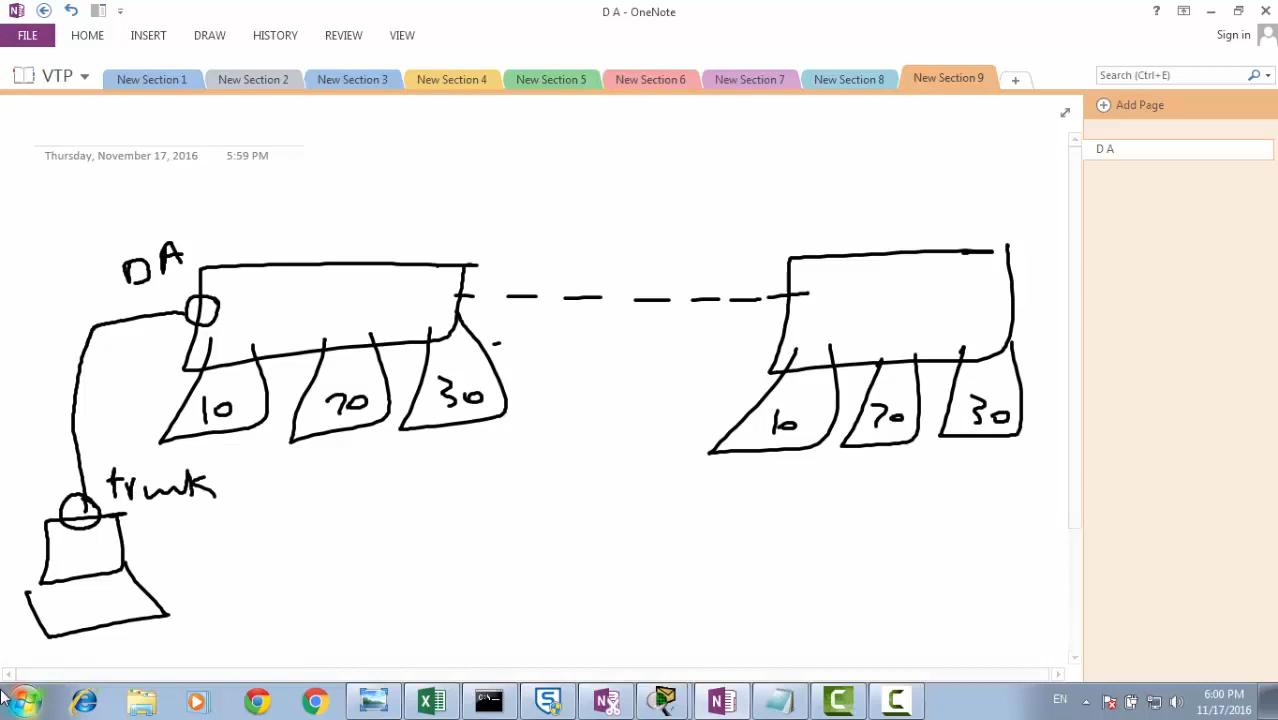 D A - OneNote
?
Sign in
FILE HOME INSERT DRAW HISTORY REVIEW VIEW
VTP New Section 1 New Section 2 New Section 3 New Section 4 New Section 5 New Section 6 New Section 7 New Section 8 New Section 9 +
Search (Ctrl+E)
Add Page
D A
Thursday, November 17, 2016 5:59 PM
D A
10 70 30
10 70 30
trunk
EN
6:00 PM
11/17/2016